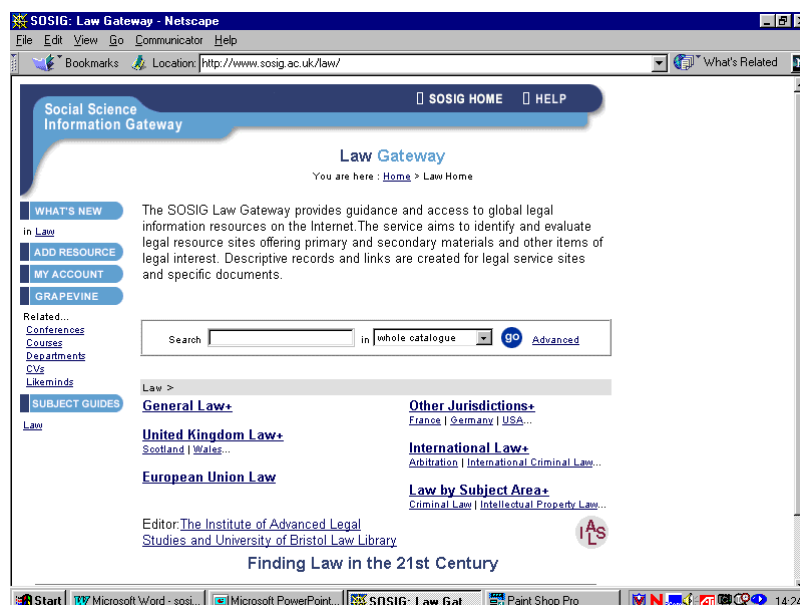 SOSIG: Law Gateway - Netscape
File Edit View Go Communicator Help
Bookmarks Location: http://www.sosig.ac.uk/law/ What's Related
SOSIG HOME HELP
Social Science
Information Gateway
Law Gateway
You are here : Home > Law Home
WHAT'S NEW
in Law
ADD RESOURCE
MY ACCOUNT
GRAPEVINE
Related...
Conferences
Courses
Departments
CVs
Likeminds
SUBJECT GUIDES
Law
The SOSIG Law Gateway provides guidance and access to global legal
information resources on the Internet.The service aims to identify and evaluate
legal resource sites offering primary and secondary materials and other items of
legal interest. Descriptive records and links are created for legal service sites
and specific documents.
Search in whole catalogue go Advanced
Law >
General Law+
United Kingdom Law+
Scotland | Wales...
European Union Law
Other Jurisdictions+
France | Germany | USA...
International Law+
Arbitration | International Criminal Law...
Law by Subject Area+
Criminal Law | Intellectual Property Law...
Editor:The Institute of Advanced Legal
Studies and University of Bristol Law Library
IALS
Finding Law in the 21st Century
Start Microsoft Word - sosi... Microsoft PowerPoint... SOSIG: Law Gat... Paint Shop Pro 14:24